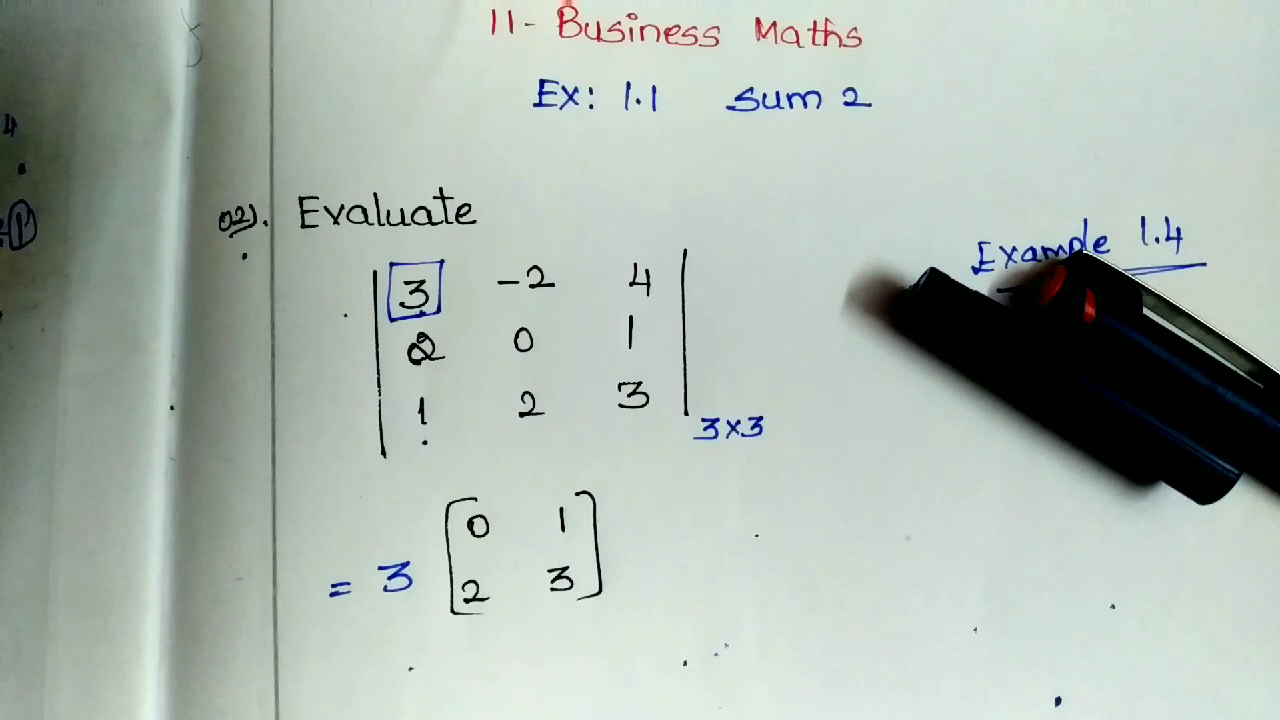 11- Business Maths
Ex: 1.1 Sum 2
02). Evaluate
Example 1.4
3 -2 4
2 0 1
1 2 3
3×3
= 3 [0 1
2 3]
4